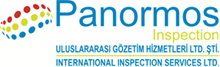 Panormos
Inspection
ULUSLARARASI GÖZETİM HİZMETLERİ LTD. ŞTİ.
INTERNATIONAL INSPECTION SERVICES LTD.